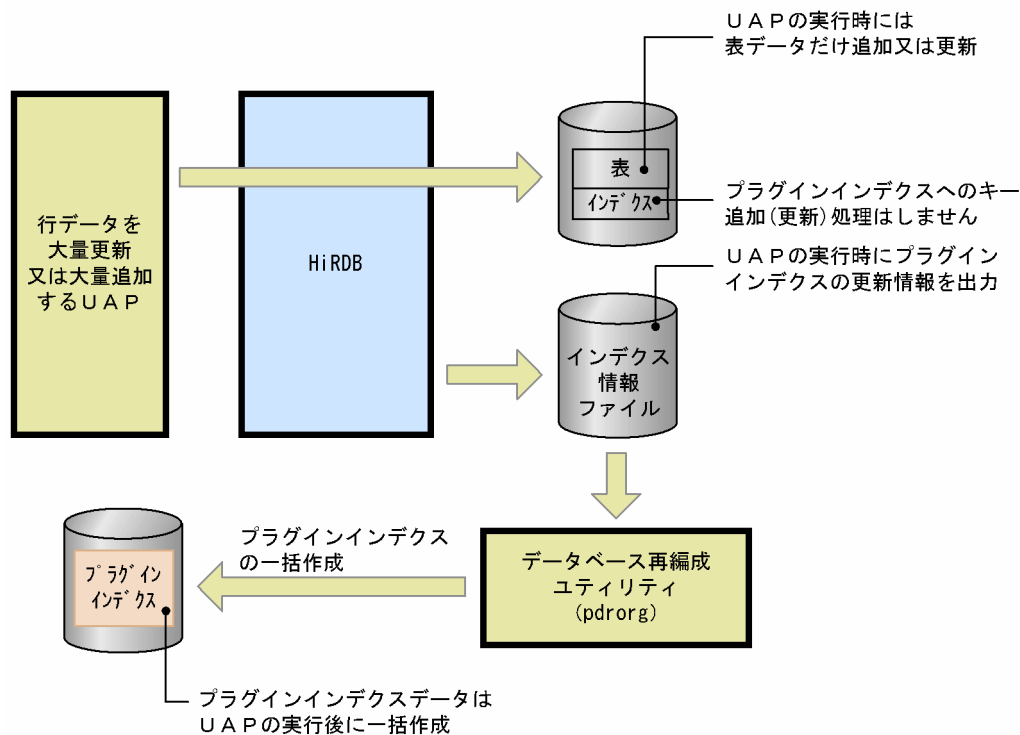 ＵＡＰの実行時には
表データだけ追加又は更新
表
インデクス
プラグインインデクスへのキー
追加(更新)処理はしません
行データを
大量更新
又は大量追加
するＵＡＰ
HiRDB
ＵＡＰの実行時にプラグイン
インデクスの更新情報を出力
インデクス
情報
ファイル
プラグインインデクス
の一括作成
データベース再編成
ユティリティ
(pdrorg)
プラグイン
インデクス
プラグインインデクスデータは
ＵＡＰの実行後に一括作成